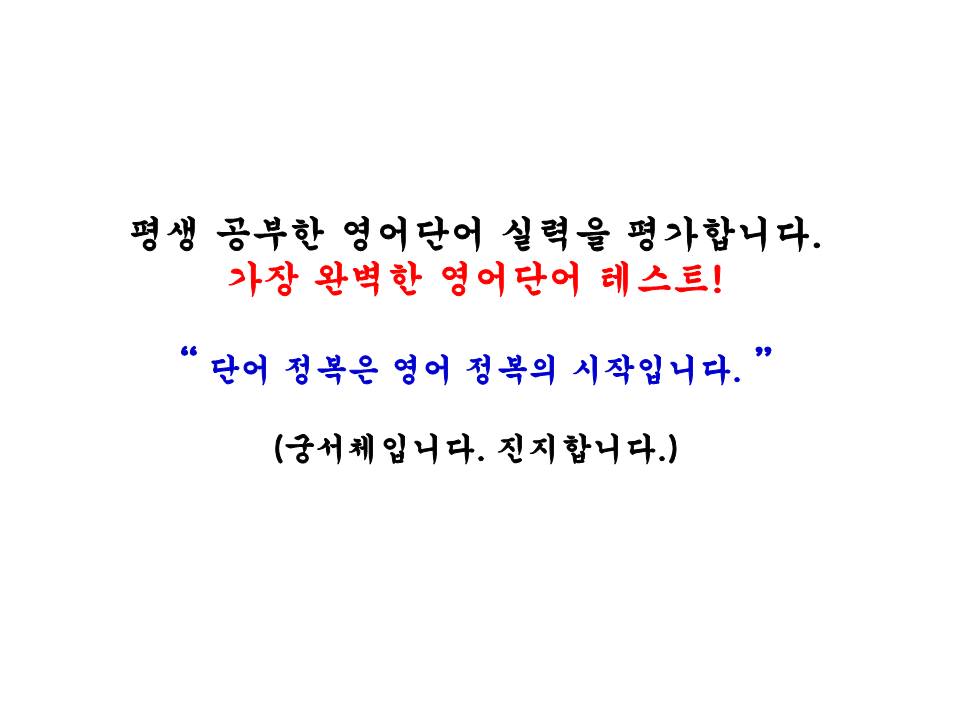 평생 공부한 영어단어 실력을 평가합니다.
가장 완벽한 영어단어 테스트!
“ 단어 정복은 영어 정복의 시작입니다. ”
(궁서체입니다. 진지합니다.)